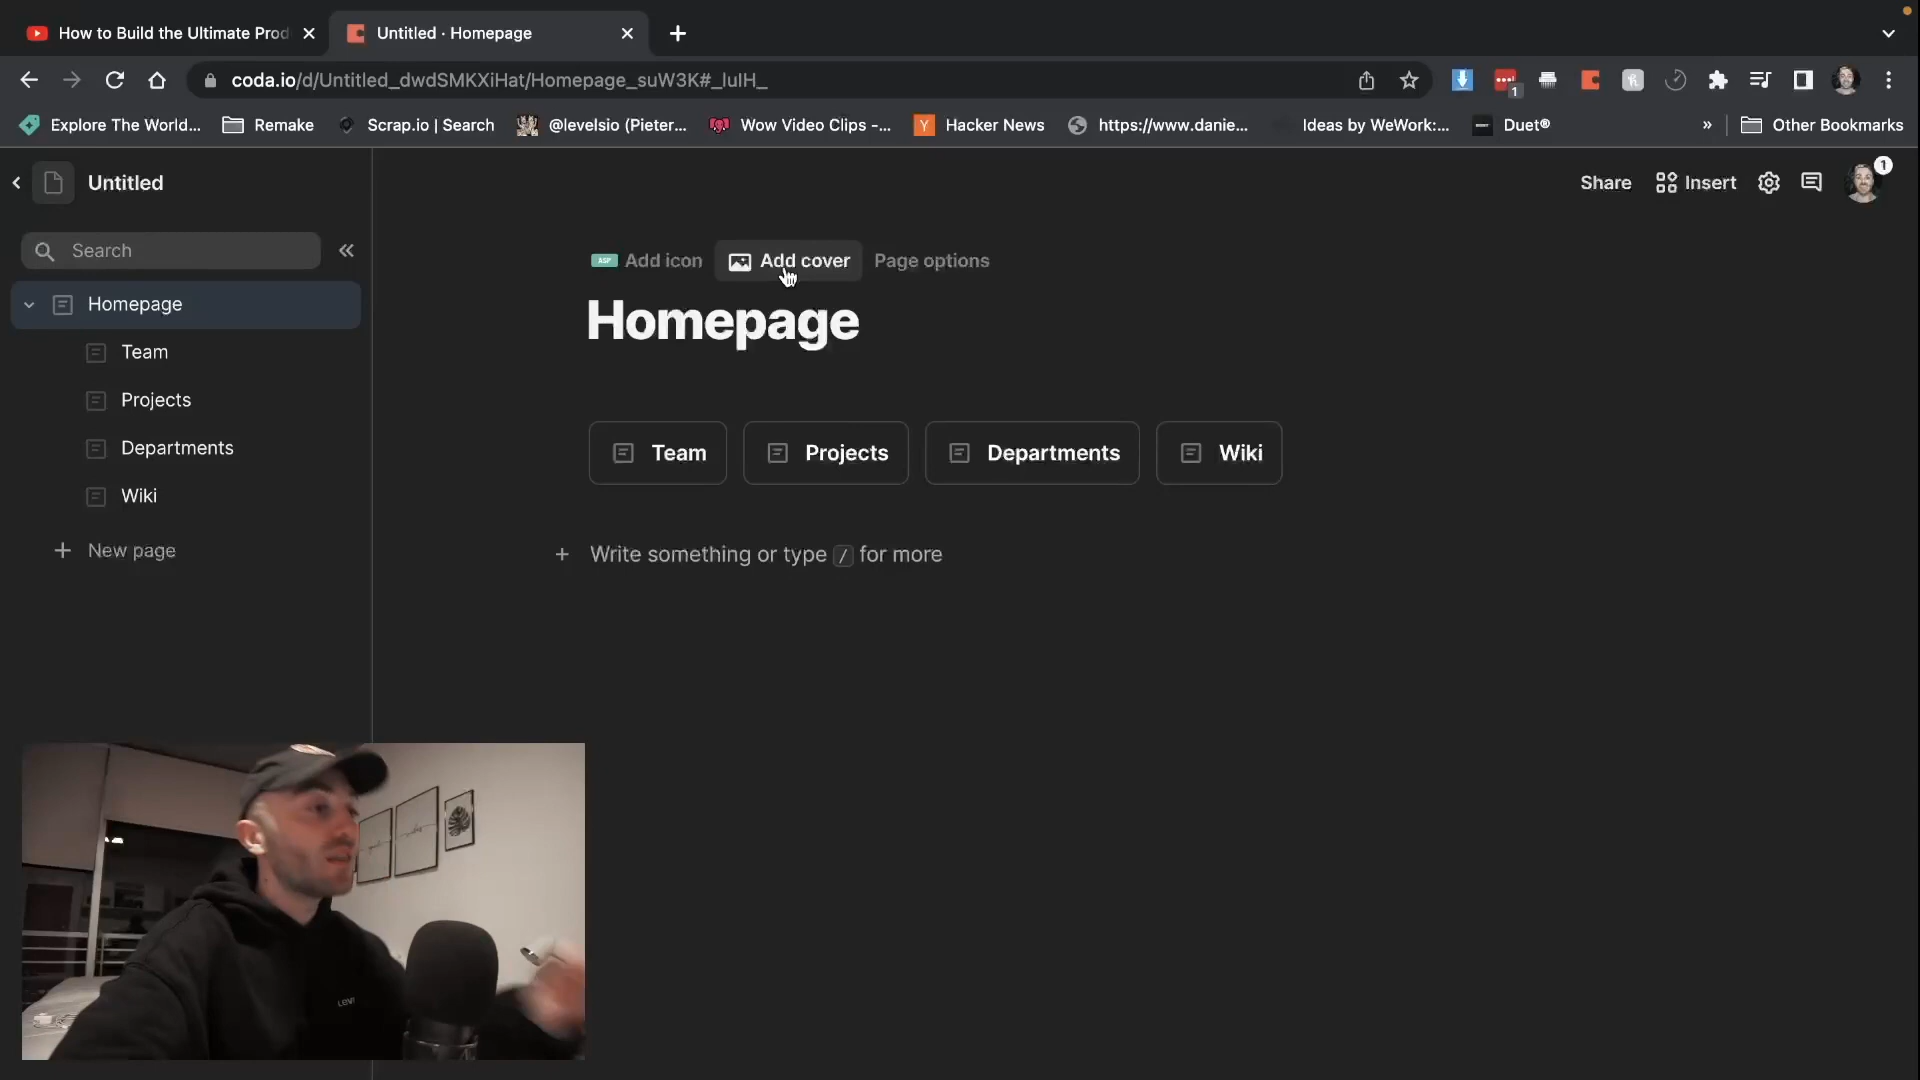 How to Build the Ultimate Prod
Untitled · Homepage
coda.io/d/Untitled_dwdSMKXiHat/Homepage_suW3K#_luIH_
1
Explore The World...
Remake
Scrap.io | Search
@levelsio (Pieter...
Wow Video Clips -...
Hacker News
https://www.danie...
Ideas by WeWork:...
Duet®
»
Other Bookmarks
Untitled
Share
Insert
1
Search
Add icon
Add cover
Page options
Homepage
Homepage
Team
Projects
Departments
Wiki
New page
Team
Projects
Departments
Wiki
Write something or type / for more